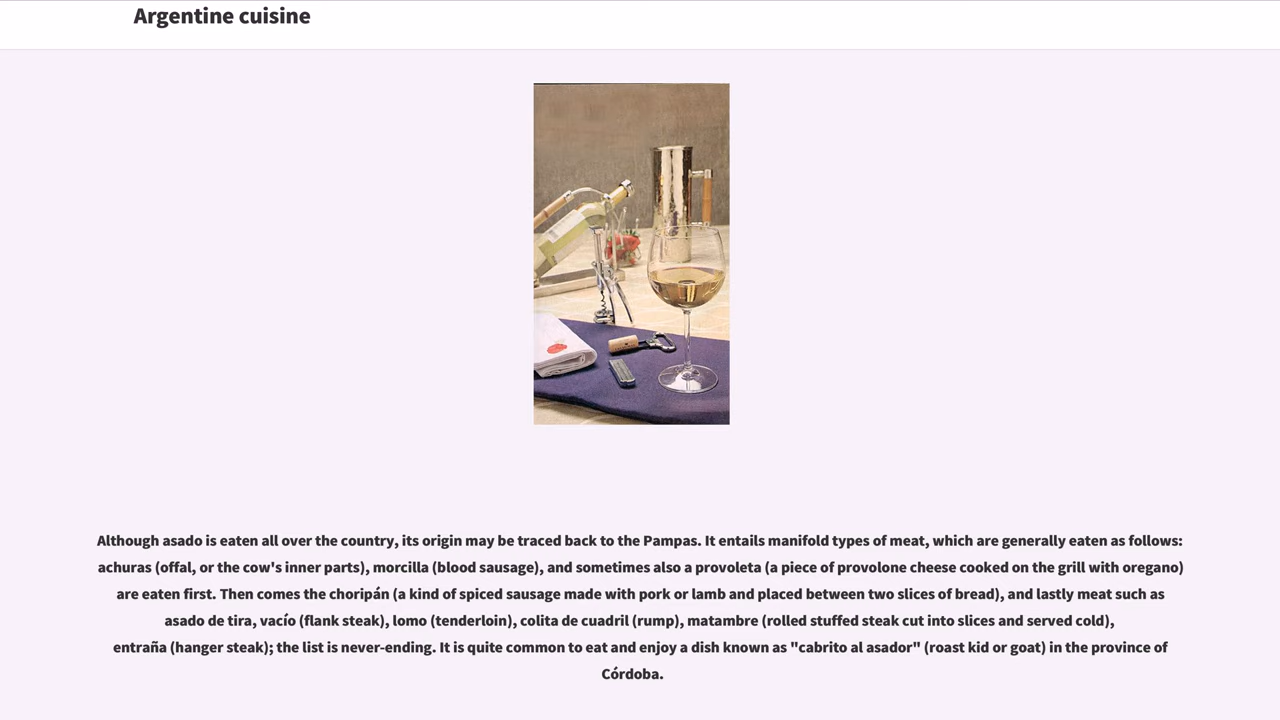 Argentine cuisine
Although asado is eaten all over the country, its origin may be traced back to the Pampas. It entails manifold types of meat, which are generally eaten as follows:
achuras (offal, or the cow's inner parts), morcilla (blood sausage), and sometimes also a provoleta (a piece of provolone cheese cooked on the grill with oregano)
are eaten first. Then comes the choripán (a kind of spiced sausage made with pork or lamb and placed between two slices of bread), and lastly meat such as
asado de tira, vacío (flank steak), lomo (tenderloin), colita de cuadril (rump), matambre (rolled stuffed steak cut into slices and served cold),
entraña (hanger steak); the list is never-ending. It is quite common to eat and enjoy a dish known as "cabrito al asador" (roast kid or goat) in the province of
Córdoba.